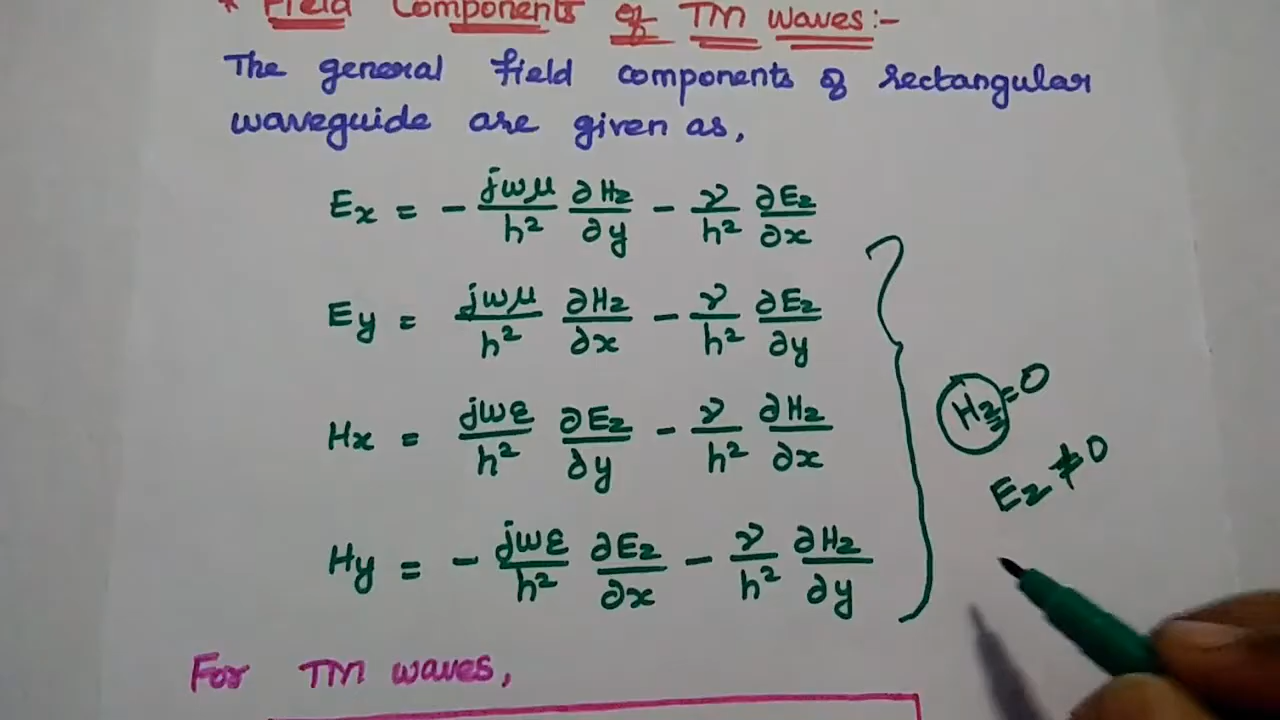 * Field Components of TM Waves:-
The general field components of rectangular
waveguide are given as,
Ex = - jωμ/h² ∂Hz/∂y - γ/h² ∂Ez/∂x
Ey = jωμ/h² ∂Hz/∂x - γ/h² ∂Ez/∂y
Hx = jωε/h² ∂Ez/∂y - γ/h² ∂Hz/∂x
Hy = - jωε/h² ∂Ez/∂x - γ/h² ∂Hz/∂y
Hz = 0
Ez ≠ 0
For TM waves,